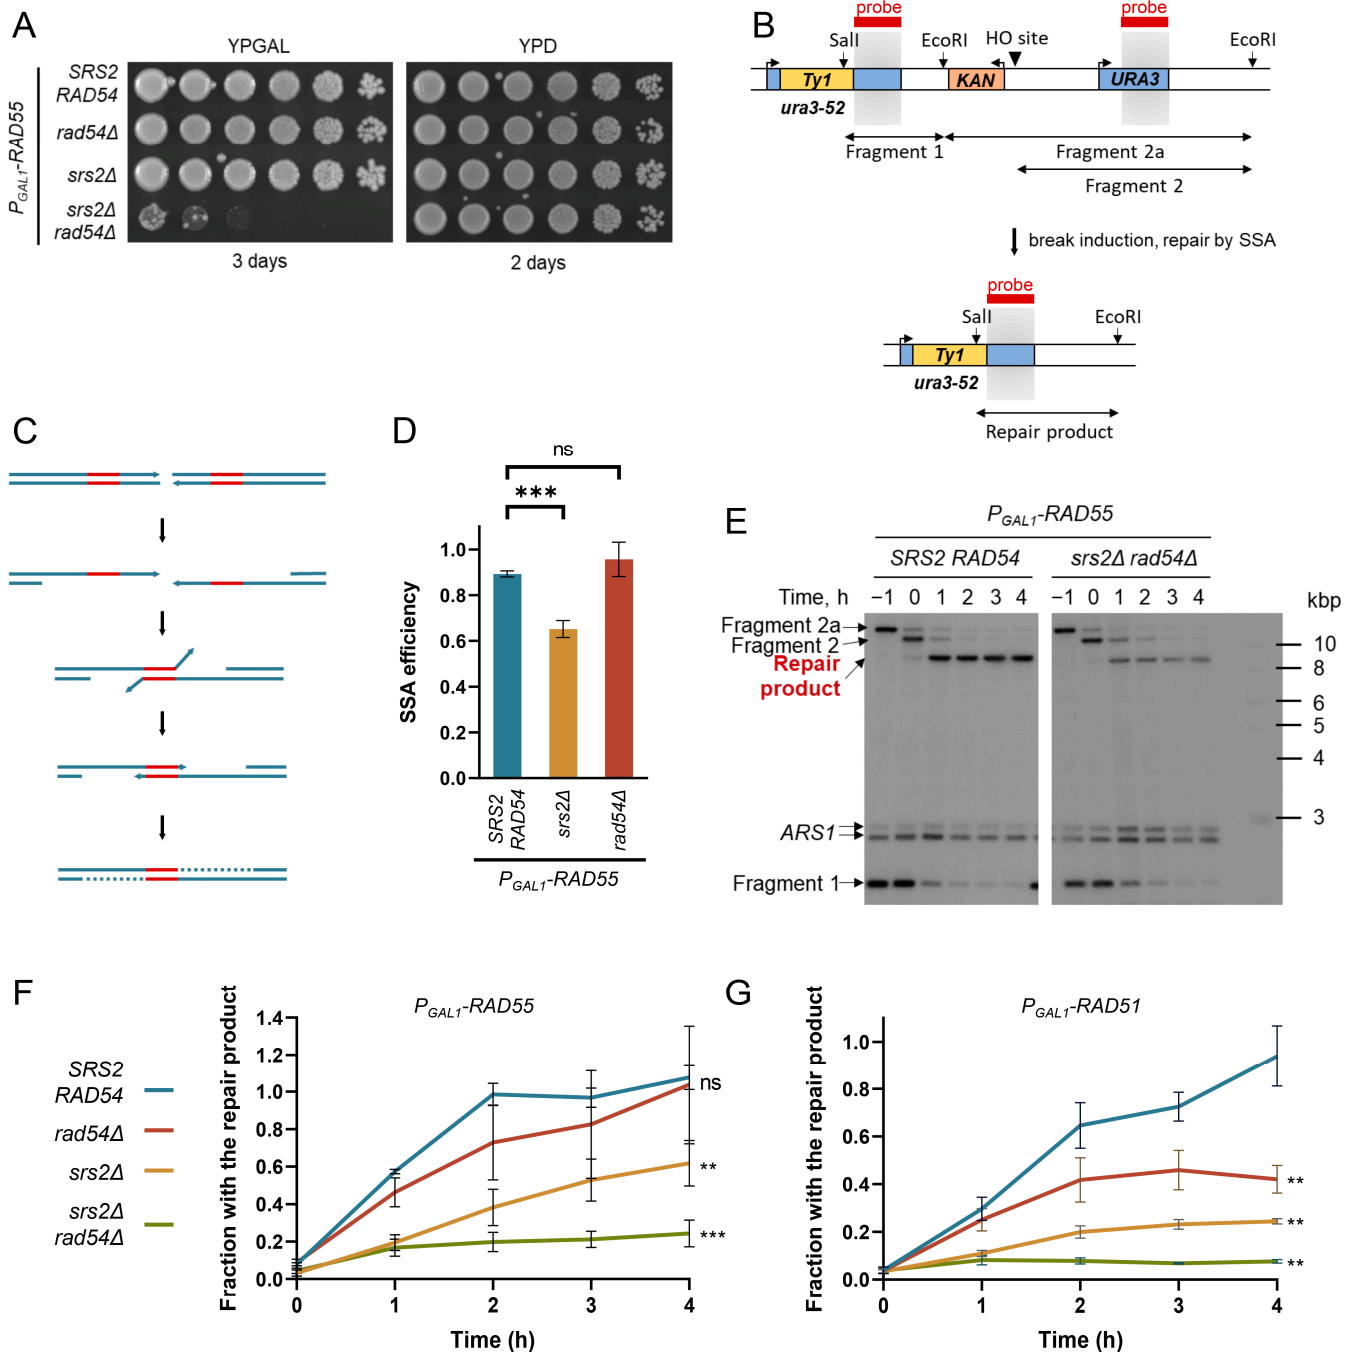 A
YPGAL
YPD
P_GAL1-RAD55
SRS2
RAD54
rad54Δ
srs2Δ
srs2Δ
rad54Δ
3 days
2 days
B
probe
probe
SalI
EcoRI
HO site
EcoRI
Ty1
KAN
URA3
ura3-52
Fragment 1
Fragment 2a
Fragment 2
break induction, repair by SSA
probe
SalI
EcoRI
Ty1
ura3-52
Repair product
C
D
ns
***
SSA efficiency
1.0
0.8
0.6
0.4
0.2
0.0
SRS2
RAD54
srs2Δ
rad54Δ
P_GAL1-RAD55
E
P_GAL1-RAD55
SRS2 RAD54
srs2Δ rad54Δ
Time, h
−1 0 1 2 3 4
−1 0 1 2 3 4
kbp
Fragment 2a
Fragment 2
Repair
product
ARS1
Fragment 1
10
8
6
5
4
3
F
P_GAL1-RAD55
SRS2
RAD54
rad54Δ
srs2Δ
srs2Δ
rad54Δ
Fraction with the repair product
1.4
1.2
1.0
0.8
0.6
0.4
0.2
0.0
ns
**
***
0 1 2 3 4
Time (h)
G
P_GAL1-RAD51
Fraction with the repair product
1.0
0.8
0.6
0.4
0.2
0.0
**
**
**
0 1 2 3 4
Time (h)